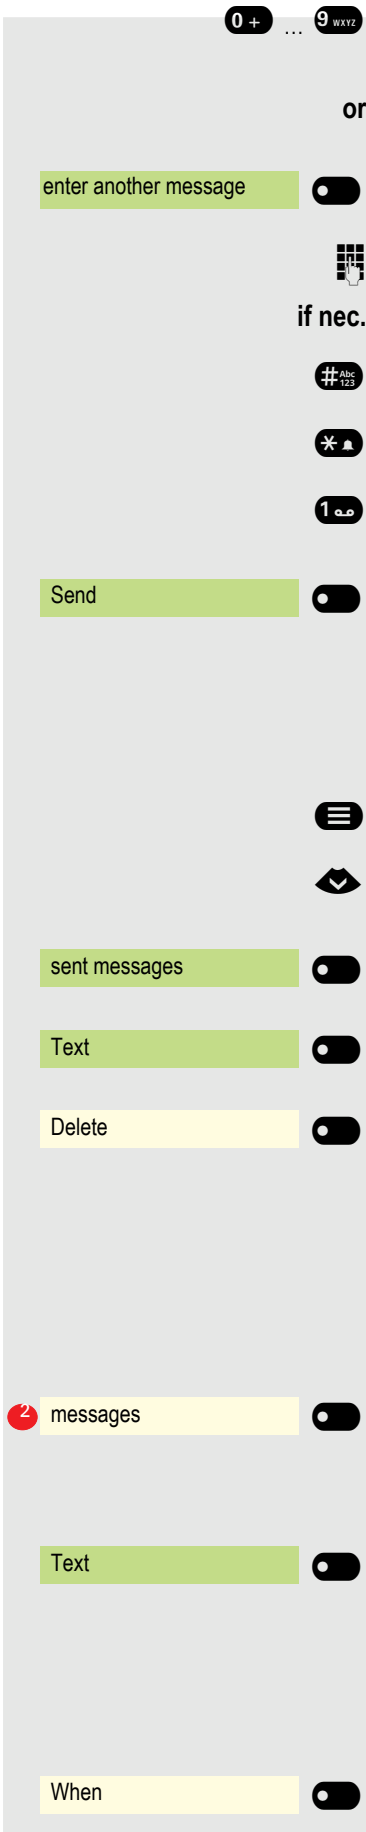 0 + ... 9 WXYZ
or
enter another message
if nec.
# Abc 123
*
1
Send
sent messages
Text
Delete
2 messages
Text
When